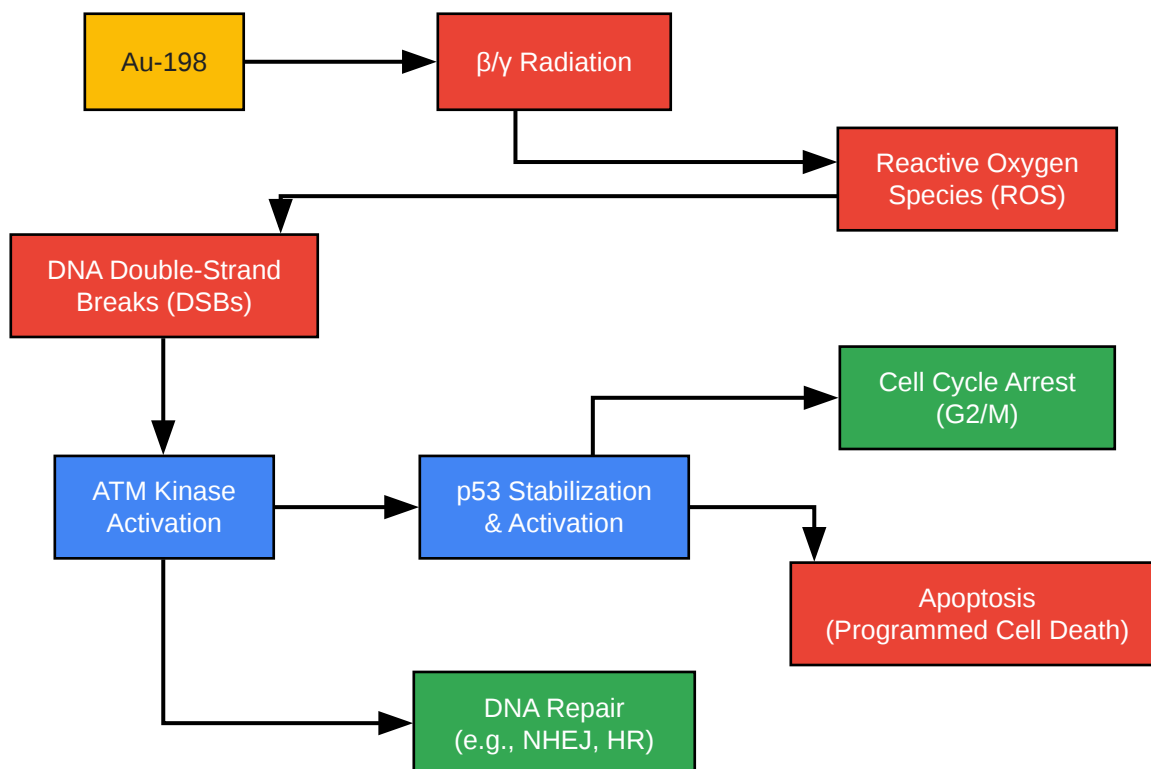 Au-198
β/γ Radiation
Reactive Oxygen
Species (ROS)
DNA Double-Strand
Breaks (DSBs)
Cell Cycle Arrest
(G2/M)
ATM Kinase
Activation
p53 Stabilization
& Activation
Apoptosis
(Programmed Cell Death)
DNA Repair
(e.g., NHEJ, HR)